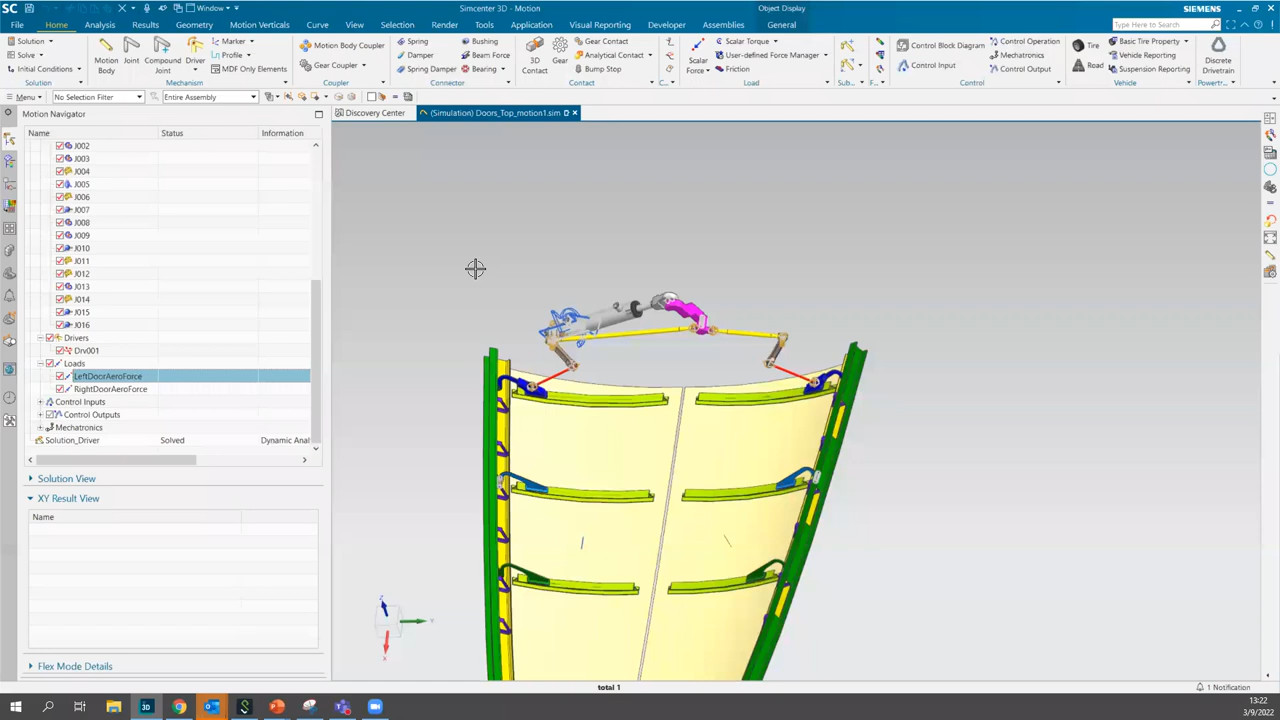 SC Window Simcenter 3D - Motion Object Display SIEMENS
File Home Analysis Results Geometry Motion Verticals Curve View Selection Render Tools Application Visual Reporting Developer Assemblies General Type Here to Search
Solution Solve Initial Conditions Solution
Motion Body Joint Compound Joint Driver Marker Profile MDF Only Elements Mechanism
Motion Body Coupler Gear Coupler Coupler
Spring Damper Spring Damper Bushing Beam Force Bearing Connector
3D Contact Gear Gear Contact Analytical Contact Bump Stop Contact
C...
Scalar Force Scalar Torque User-defined Force Manager Friction Load
Sub... F...
Control Block Diagram Control Input Control Operation Mechatronics Control Output Control
Tire Road Basic Tire Property Vehicle Reporting Suspension Reporting Vehicle
Discrete Drivetrain Powertr...
Menu No Selection Filter Entire Assembly
Motion Navigator
Discovery Center (Simulation) Doors_Top_motion1.sim
Name Status Information
J002
J003
J004
J005
J006
J007
J008
J009
J010
J011
J012
J013
J014
J015
J016
Drivers
Drv001
Loads
LeftDoorAeroForce
RightDoorAeroForce
Control Inputs
Control Outputs
Mechatronics
Solution_Driver Solved Dynamic Anal
Solution View
XY Result View
Name
Flex Mode Details
Z
Y
X
total 1
1 Notification
3D
S
13:22
3/9/2022